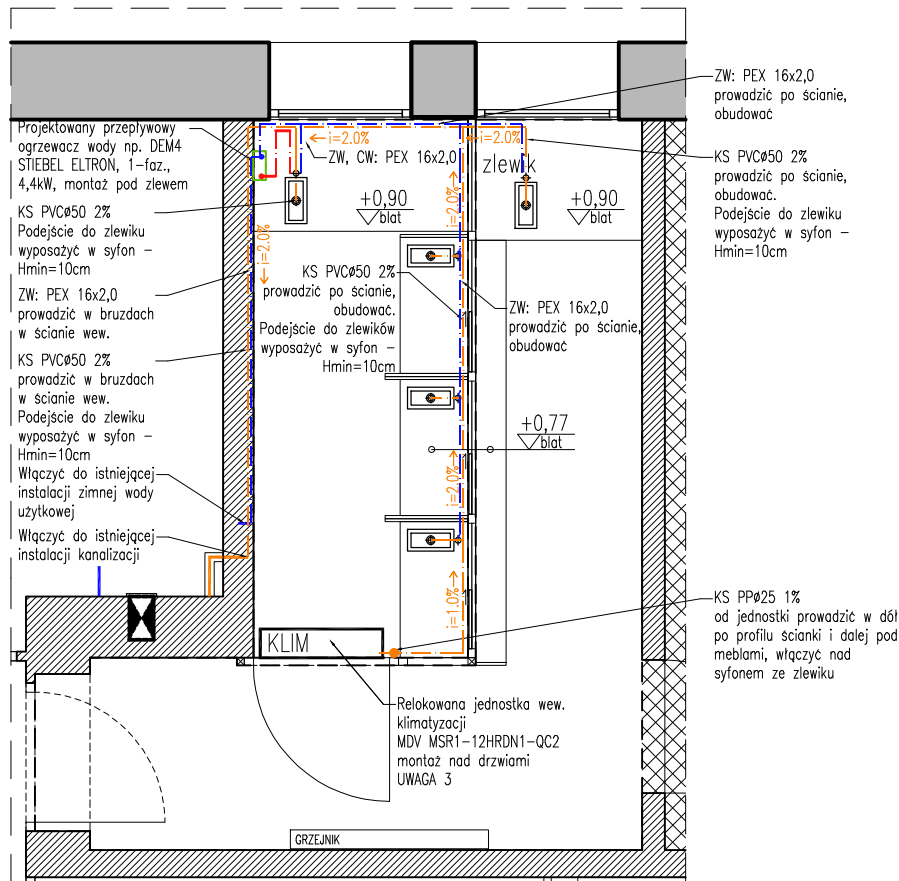 Projektowany przepływowy
ogrzewacz wody np. DEM4
STIEBEL ELTRON, 1-faz.,
4,4kW, montaż pod zlewem
KS PVCø50 2%
Podejście do zlewiku
wyposażyć w syfon –
Hmin=10cm
ZW: PEX 16x2,0
prowadzić w bruzdach
w ścianie wew.
KS PVCø50 2%
prowadzić w bruzdach
w ścianie wew.
Podejście do zlewiku
wyposażyć w syfon –
Hmin=10cm
Włączyć do istniejącej
instalacji zimnej wody
użytkowej
Włączyć do istniejącej
instalacji kanalizacji
i=2.0%
i=2.0%
ZW, CW: PEX 16x2,0
zlewik
+0,90
blat
+0,90
blat
i=2.0%
i=2.0%
KS PVCø50 2%
prowadzić po ścianie,
obudować.
Podejście do zlewików
wyposażyć w syfon –
Hmin=10cm
ZW: PEX 16x2,0
prowadzić po ścianie,
obudować
+0,77
blat
i=2.0%
i=1.0%
KLIM
Relokowana jednostka wew.
klimatyzacji
MDV MSR1-12HRDN1-QC2
montaż nad drzwiami
UWAGA 3
GRZEJNIK
ZW: PEX 16x2,0
prowadzić po ścianie,
obudować
KS PVCø50 2%
prowadzić po ścianie,
obudować.
Podejście do zlewiku
wyposażyć w syfon –
Hmin=10cm
KS PPø25 1%
od jednostki prowadzić w dół
po profilu ścianki i dalej pod
meblami, włączyć nad
syfonem ze zlewiku